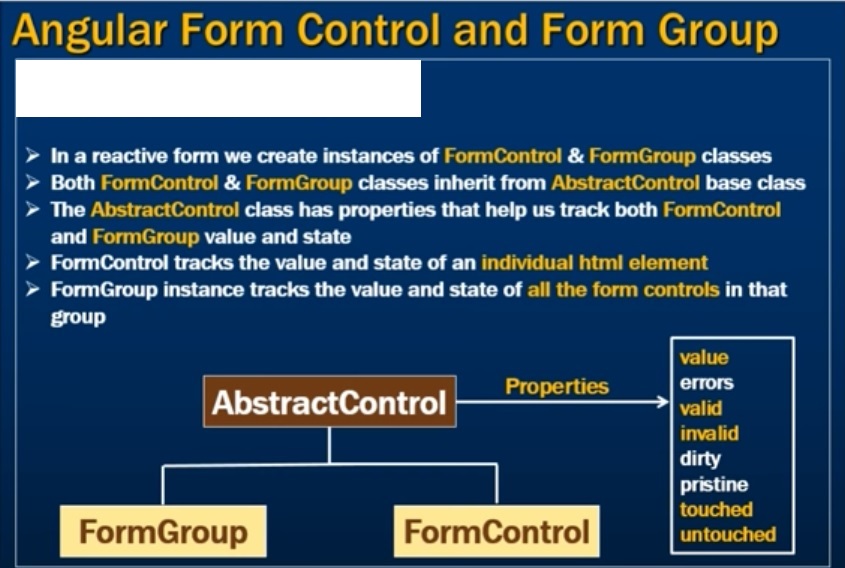 Angular Form Control and Form Group
➢ In a reactive form we create instances of FormControl & FormGroup classes
➢ Both FormControl & FormGroup classes inherit from AbstractControl base class
➢ The AbstractControl class has properties that help us track both FormControl
and FormGroup value and state
➢ FormControl tracks the value and state of an individual html element
➢ FormGroup instance tracks the value and state of all the form controls in that
group
AbstractControl
Properties
value
errors
valid
invalid
dirty
pristine
touched
untouched
FormGroup
FormControl